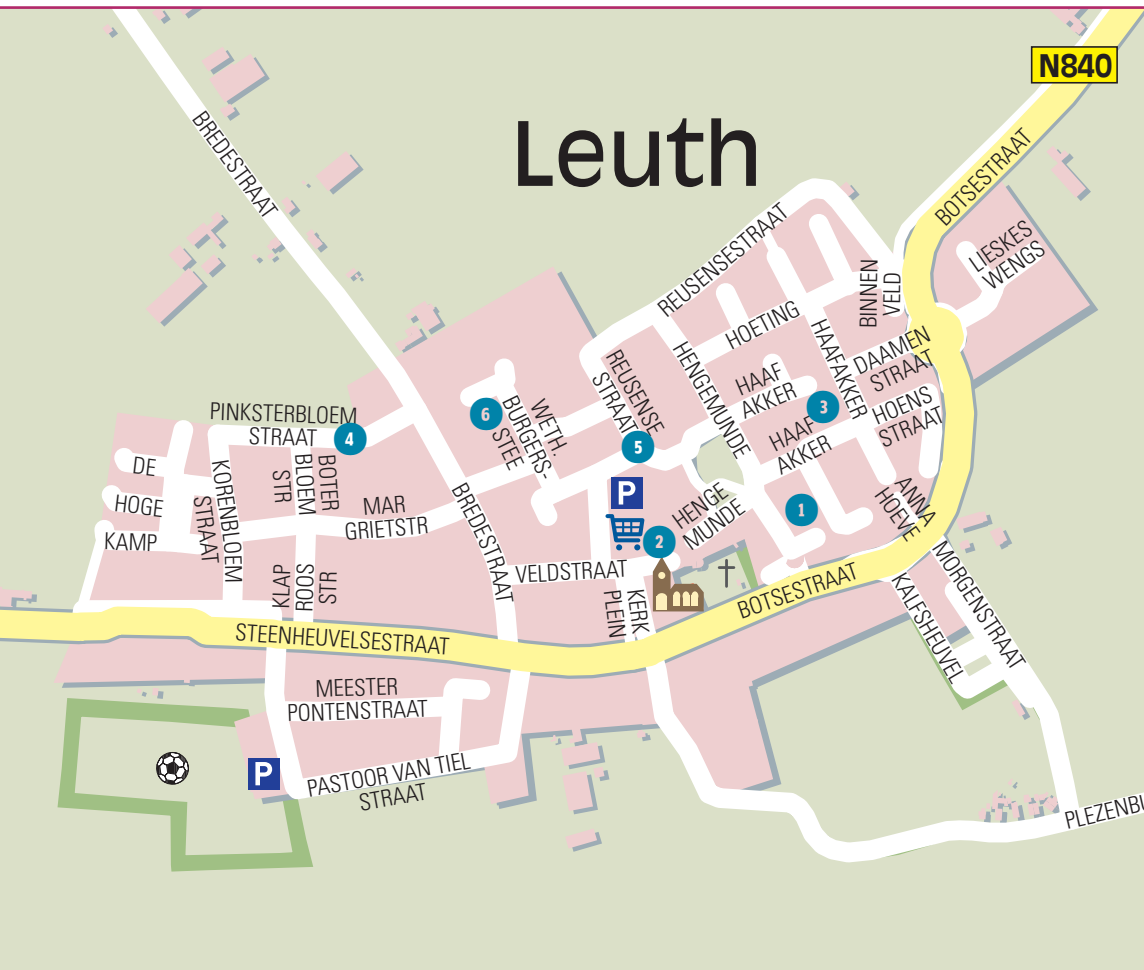 N840
Leuth
BREDESTRAAT
BOTSESTRAAT
LIESKES
WENGS
REUSENSESTRAAT
BINNEN
VELD
HOETING
HAAFAKKER
DAAMEN
STRAAT
HENGEMUNDE
REUSENSE
STRAAT
HAAF
AKKER
3
HOENS
STRAAT
HAAF
AKKER
6
WETH.
BURGERS-
STEE
PINKSTERBLOEM
STRAAT
4
5
DE
HOGE
KAMP
KORENBLOEM
STRAAT
BOTER
BLOEM
STR
MAR
GRIETSTR
BREDESTRAAT
P
HENGE
MUNDE
1
2
ANNA
HOEVE
KLAP
ROOS
STR
VELDSTRAAT
KERK-
PLEIN
BOTSESTRAAT
KALFSHEUVEL
MORGENSTRAAT
STEENHEUVELSESTRAAT
MEESTER
PONTENSTRAAT
P
PASTOOR VAN TIEL
STRAAT
PLEZENBU